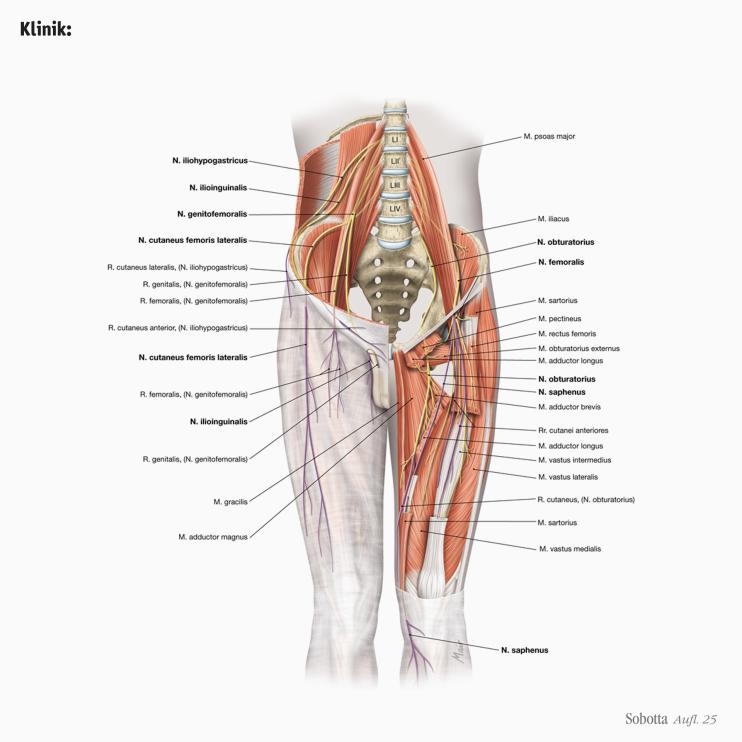 Klinik:
LI
LII
LIII
LIV
N. iliohypogastricus
N. ilioinguinalis
N. genitofemoralis
N. cutaneus femoris lateralis
R. cutaneus lateralis, (N. iliohypogastricus)
R. genitalis, (N. genitofemoralis)
R. femoralis, (N. genitofemoralis)
R. cutaneus anterior, (N. iliohypogastricus)
N. cutaneus femoris lateralis
R. femoralis, (N. genitofemoralis)
N. ilioinguinalis
R. genitalis, (N. genitofemoralis)
M. gracilis
M. adductor magnus
M. psoas major
M. iliacus
N. obturatorius
N. femoralis
M. sartorius
M. pectineus
M. rectus femoris
M. obturatorius externus
M. adductor longus
N. obturatorius
N. saphenus
M. adductor brevis
Rr. cutanei anteriores
M. adductor longus
M. vastus intermedius
M. vastus lateralis
R. cutaneus, (N. obturatorius)
M. sartorius
M. vastus medialis
N. saphenus
Sobotta Aufl. 25